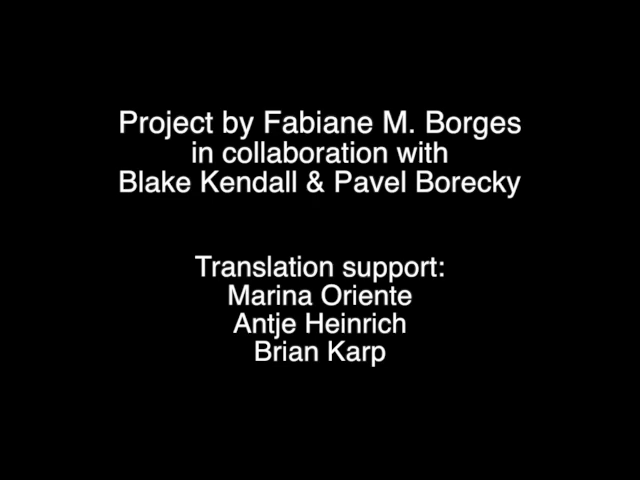 Project by Fabiane M. Borges
in collaboration with
Blake Kendall & Pavel Borecky
Translation support:
Marina Oriente
Antje Heinrich
Brian Karp